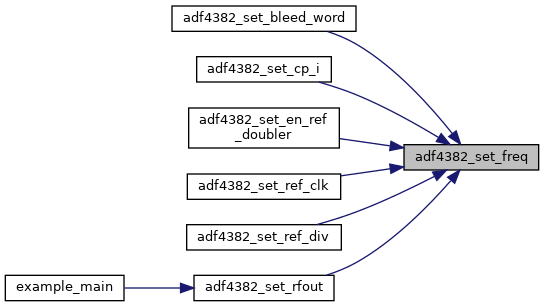 adf4382_set_bleed_word
adf4382_set_cp_i
adf4382_set_en_ref
_doubler
adf4382_set_freq
adf4382_set_ref_clk
adf4382_set_ref_div
example_main
adf4382_set_rfout